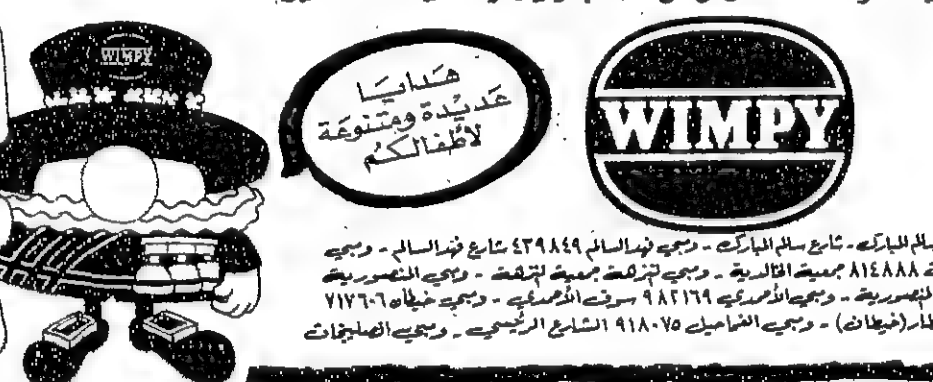 WIMPY
هدايا
عديدة ومتنوعة
لأطفالكم
WIMPY
سالم المبارك - شارع سالم المبارك - ومبي فهد السالم ٤٣٩٨٤٩ شارع فهد السالم - ومبي
٨١٤٨٨٨ جمعية الخالدية - ومبي النزهة جمعية النزهة - ومبي المنصورية
المنصورية - ومبي الأحمدي ٩٨٢١٦٩ سوق الأحمدي - ومبي خيطان ٧١٧٦٠٦
(خيطان) - ومبي الفحاحيل ٩١٨٠٧٥ الشارع الرئيسي - ومبي الصليبخات